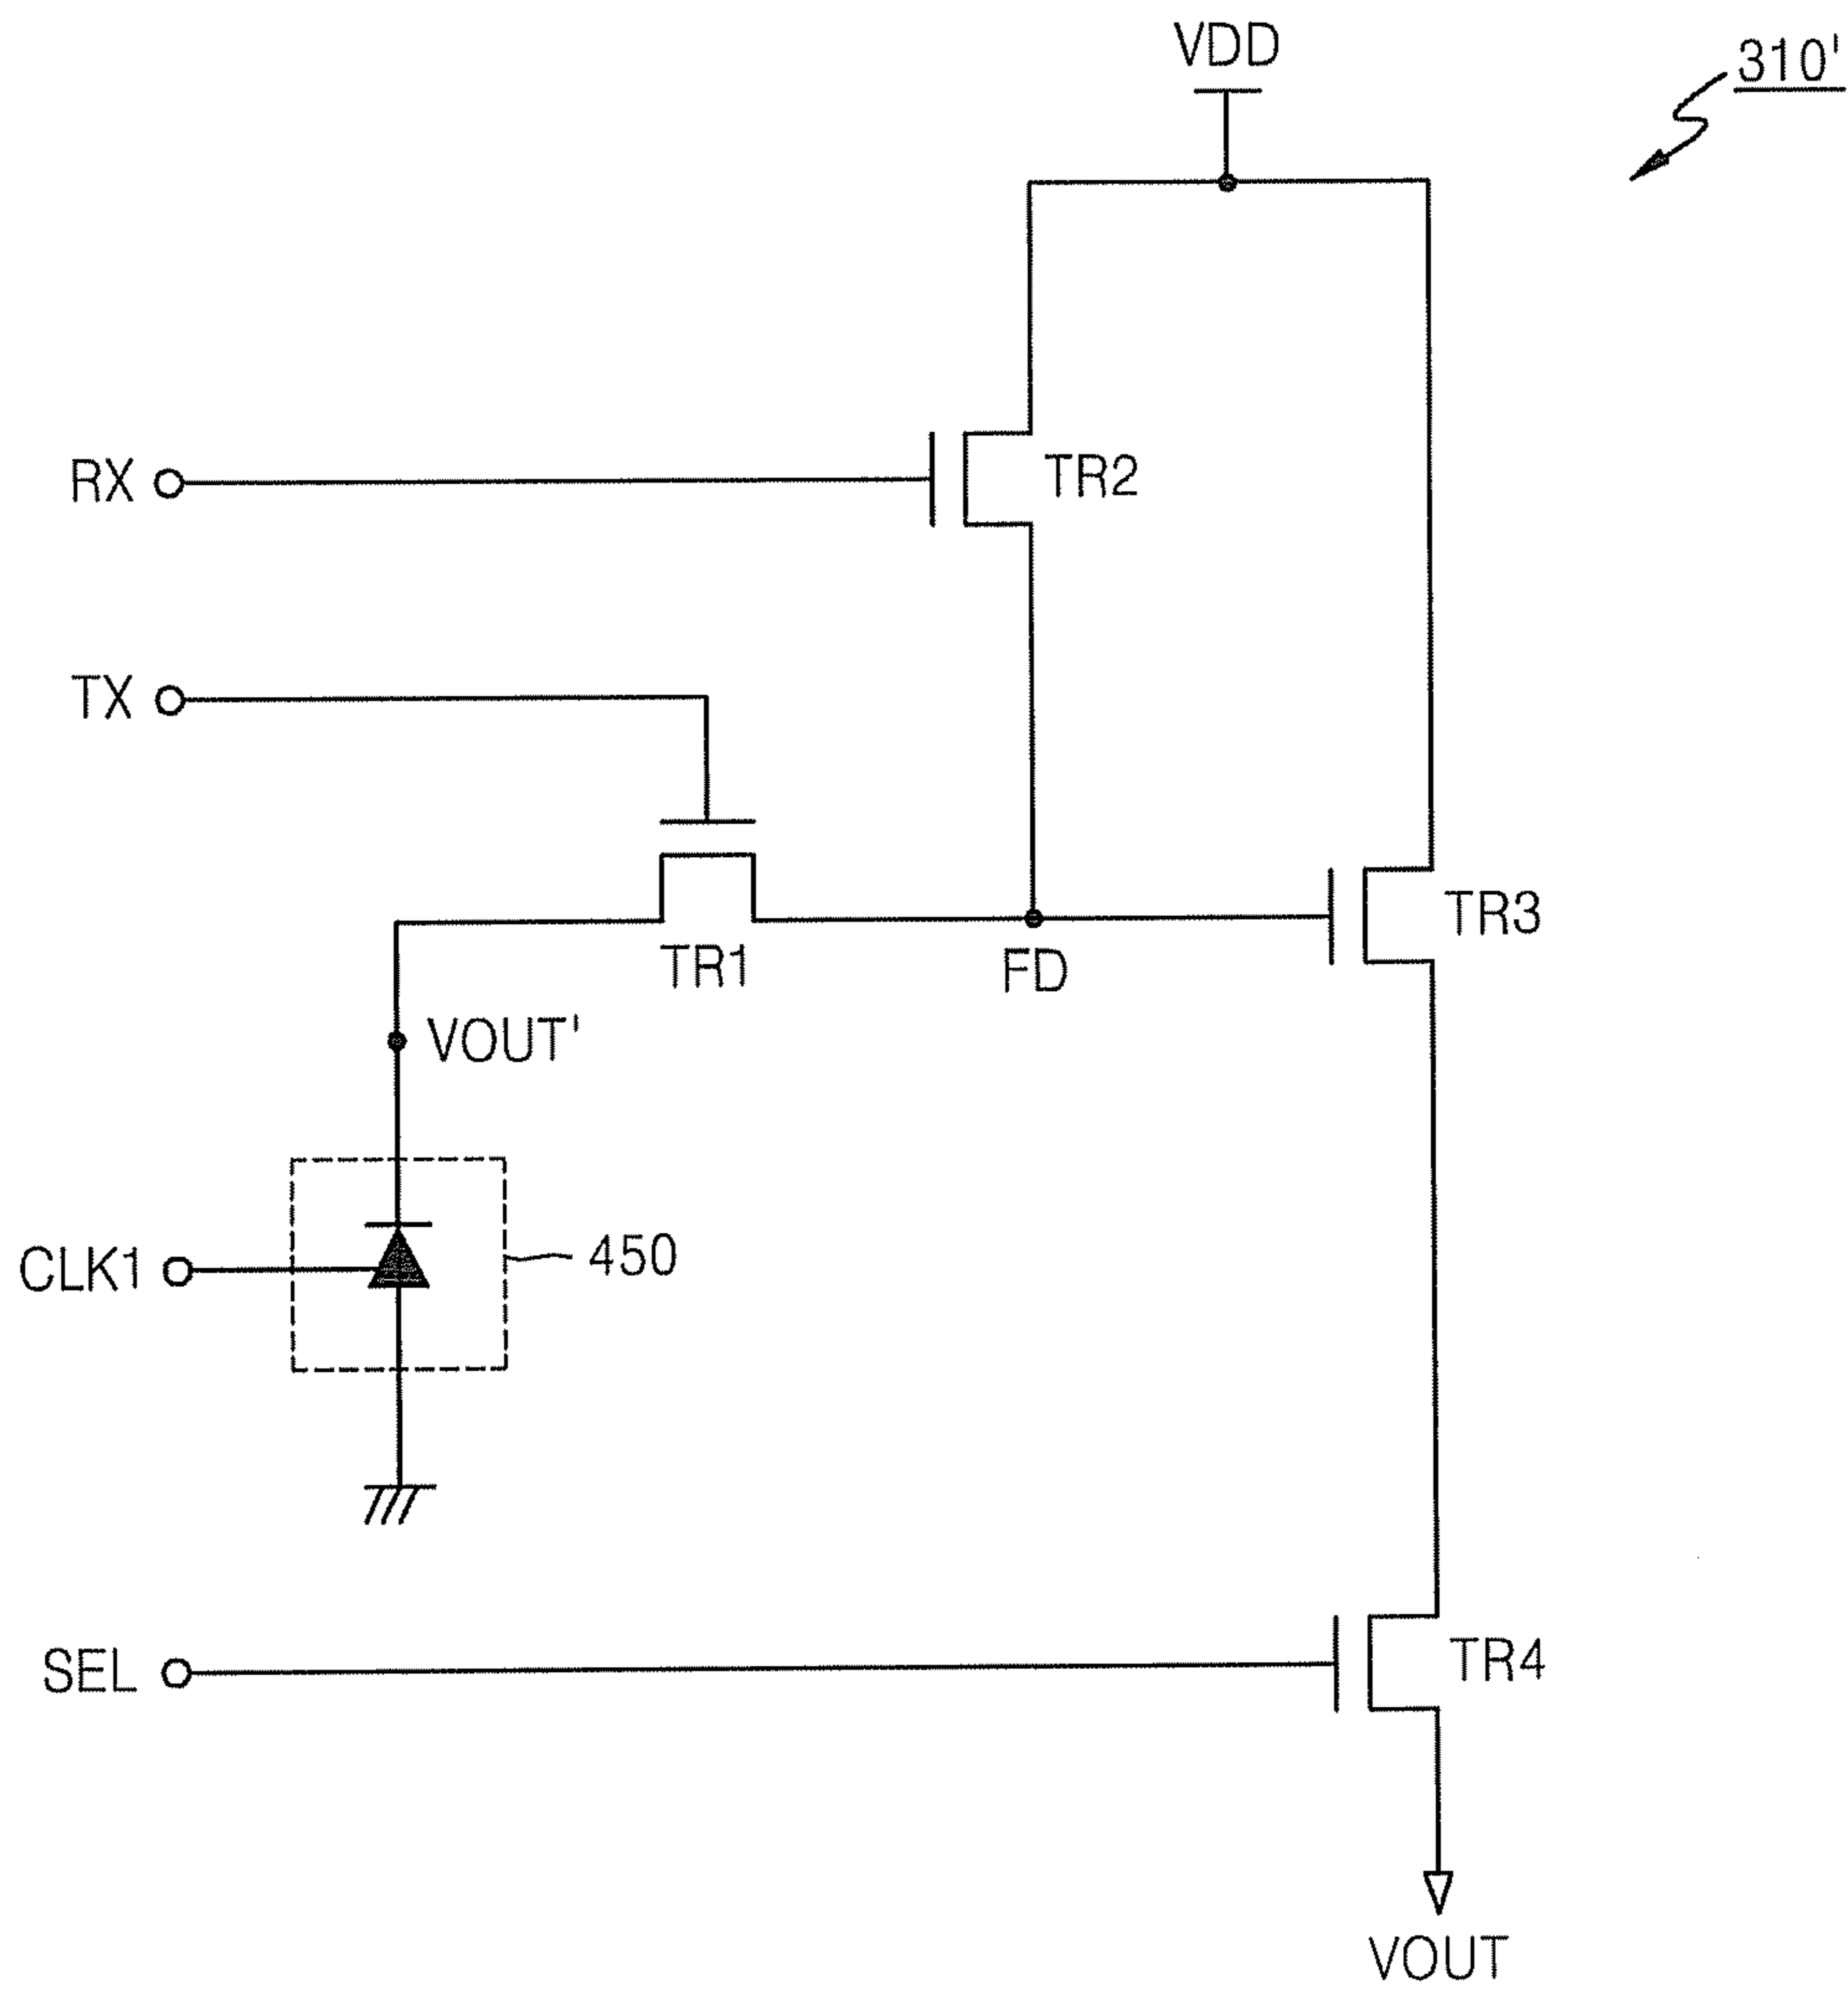 VDD
310'
RX
TR2
TX
TR3
TR1
FD
VOUT'
CLK1
450
SEL
TR4
VOUT